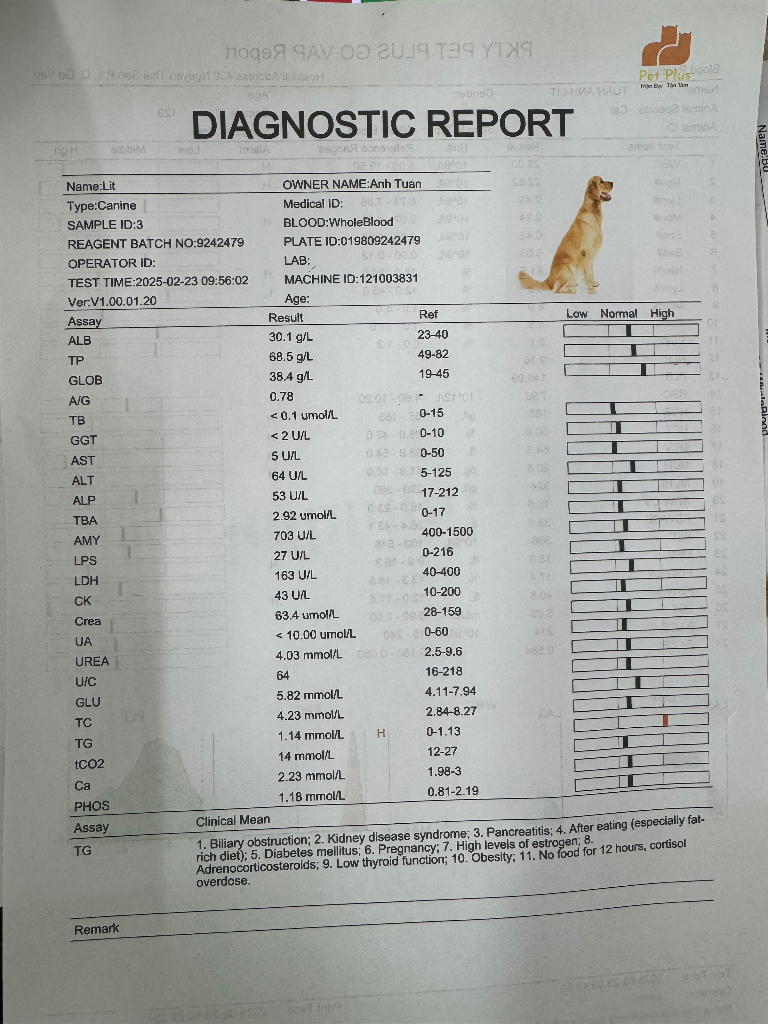 Pet Plus
Hiện Đại Tận Tâm
DIAGNOSTIC REPORT
Name:Lit OWNER NAME:Anh Tuan
Type:Canine Medical ID:
SAMPLE ID:3 BLOOD:WholeBlood
REAGENT BATCH NO:9242479 PLATE ID:019809242479
OPERATOR ID: LAB:
TEST TIME:2025-02-23 09:56:02 MACHINE ID:121003831
Ver:V1.00.01.20 Age:
Assay Result Ref Low Normal High
ALB 30.1 g/L 23-40
TP 68.5 g/L 49-82
GLOB 38.4 g/L 19-45
A/G 0.78 -
TB < 0.1 umol/L 0-15
GGT < 2 U/L 0-10
AST 5 U/L 0-50
ALT 64 U/L 5-125
ALP 53 U/L 17-212
TBA 2.92 umol/L 0-17
AMY 703 U/L 400-1500
LPS 27 U/L 0-216
LDH 163 U/L 40-400
CK 43 U/L 10-200
Crea 63.4 umol/L 28-159
UA < 10.00 umol/L 0-60
UREA 4.03 mmol/L 2.5-9.6
U/C 64 16-218
GLU 5.82 mmol/L 4.11-7.94
TC 4.23 mmol/L 2.84-8.27
TG 1.14 mmol/L H 0-1.13
tCO2 14 mmol/L 12-27
Ca 2.23 mmol/L 1.98-3
PHOS 1.18 mmol/L 0.81-2.19
Assay Clinical Mean
TG 1. Biliary obstruction; 2. Kidney disease syndrome; 3. Pancreatitis; 4. After eating (especially fat-
rich diet); 5. Diabetes mellitus; 6. Pregnancy; 7. High levels of estrogen; 8.
Adrenocorticosteroids; 9. Low thyroid function; 10. Obesity; 11. No food for 12 hours, cortisol
overdose.
Remark